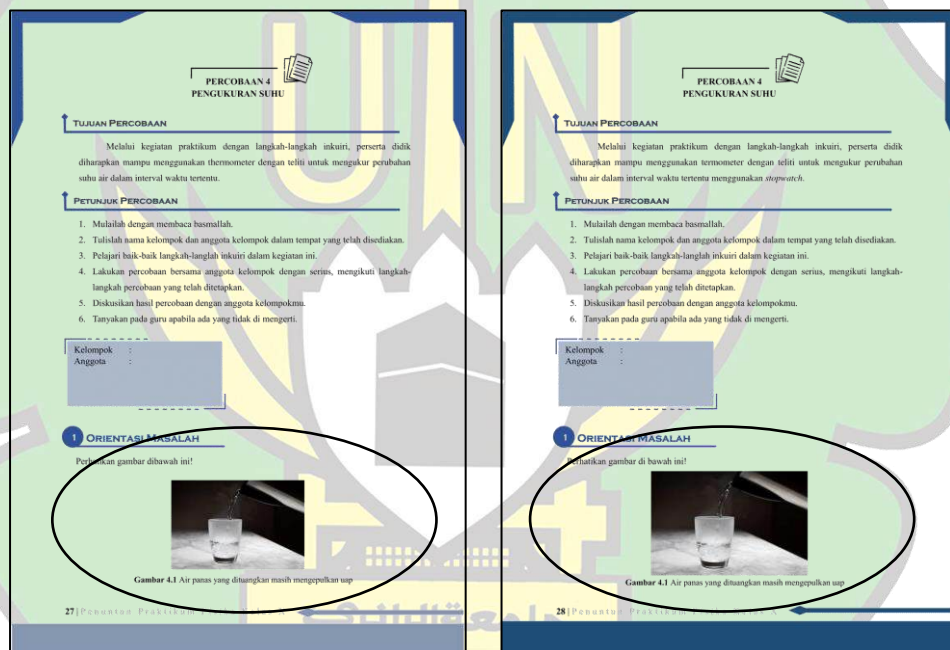 PERCOBAAN 4
PENGUKURAN SUHU
TUJUAN PERCOBAAN
Melalui kegiatan praktikum dengan langkah-langkah inkuiri, perserta didik
diharapkan mampu menggunakan thermometer dengan teliti untuk mengukur perubahan
suhu air dalam interval waktu tertentu.
PETUNJUK PERCOBAAN
1. Mulailah dengan membaca basmallah.
2. Tulislah nama kelompok dan anggota kelompok dalam tempat yang telah disediakan.
3. Pelajari baik-baik langkah-langlah inkuiri dalam kegiatan ini.
4. Lakukan percobaan bersama anggota kelompok dengan serius, mengikuti langkah-
langkah percobaan yang telah ditetapkan.
5. Diskusikan hasil percobaan dengan anggota kelompokmu.
6. Tanyakan pada guru apabila ada yang tidak di mengerti.
Kelompok :
Anggota :
1 ORIENTASI MASALAH
Perhatikan gambar dibawah ini!
Gambar 4.1 Air panas yang dituangkan masih mengepulkan uap
27|Penuntun Praktikum Fisika Kelas X
PERCOBAAN 4
PENGUKURAN SUHU
TUJUAN PERCOBAAN
Melalui kegiatan praktikum dengan langkah-langkah inkuiri, perserta didik
diharapkan mampu menggunakan termometer dengan teliti untuk mengukur perubahan
suhu air dalam interval waktu tertentu menggunakan stopwatch.
PETUNJUK PERCOBAAN
1. Mulailah dengan membaca basmallah.
2. Tulislah nama kelompok dan anggota kelompok dalam tempat yang telah disediakan.
3. Pelajari baik-baik langkah-langlah inkuiri dalam kegiatan ini.
4. Lakukan percobaan bersama anggota kelompok dengan serius, mengikuti langkah-
langkah percobaan yang telah ditetapkan.
5. Diskusikan hasil percobaan dengan anggota kelompokmu.
6. Tanyakan pada guru apabila ada yang tidak di mengerti.
Kelompok :
Anggota :
1 ORIENTASI MASALAH
Perhatikan gambar di bawah ini!
Gambar 4.1 Air panas yang dituangkan masih mengepulkan uap
28|Penuntun Praktikum Fisika Kelas X
UIN